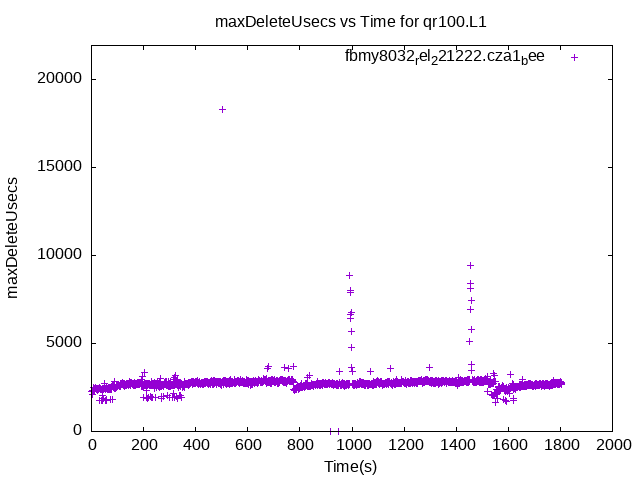 maxDeleteUsecs vs Time for qr100.L1
fbmy8032rel221222.cza1bee
maxDeleteUsecs
20000
15000
10000
5000
0
0 200 400 600 800 1000 1200 1400 1600 1800 2000
Time(s)